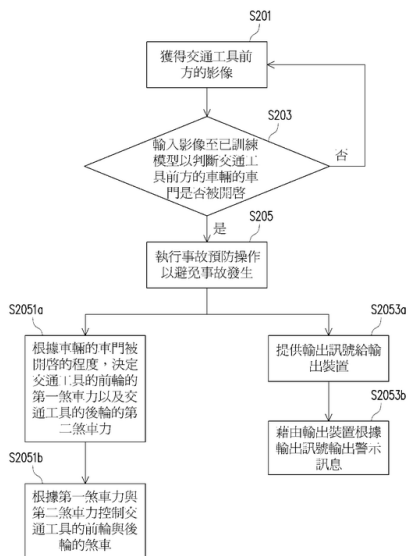 S201
獲得交通工具前
方的影像
S203
輸入影像至已訓練
模型以判斷交通工
具前方的車輛的車
門是否被開啓
否
是
S205
執行事故預防操作
以避免事故發生
S2051a
根據車輛的車門被
開啓的程度，決定
交通工具的前輪的
第一煞車力以及交
通工具的後輪的第
二煞車力
S2051b
根據第一煞車力與
第二煞車力控制交
通工具的前輪與後
輪的煞車
S2053a
提供輸出訊號給輸
出裝置
S2053b
藉由輸出裝置根據
輸出訊號輸出警示
訊息